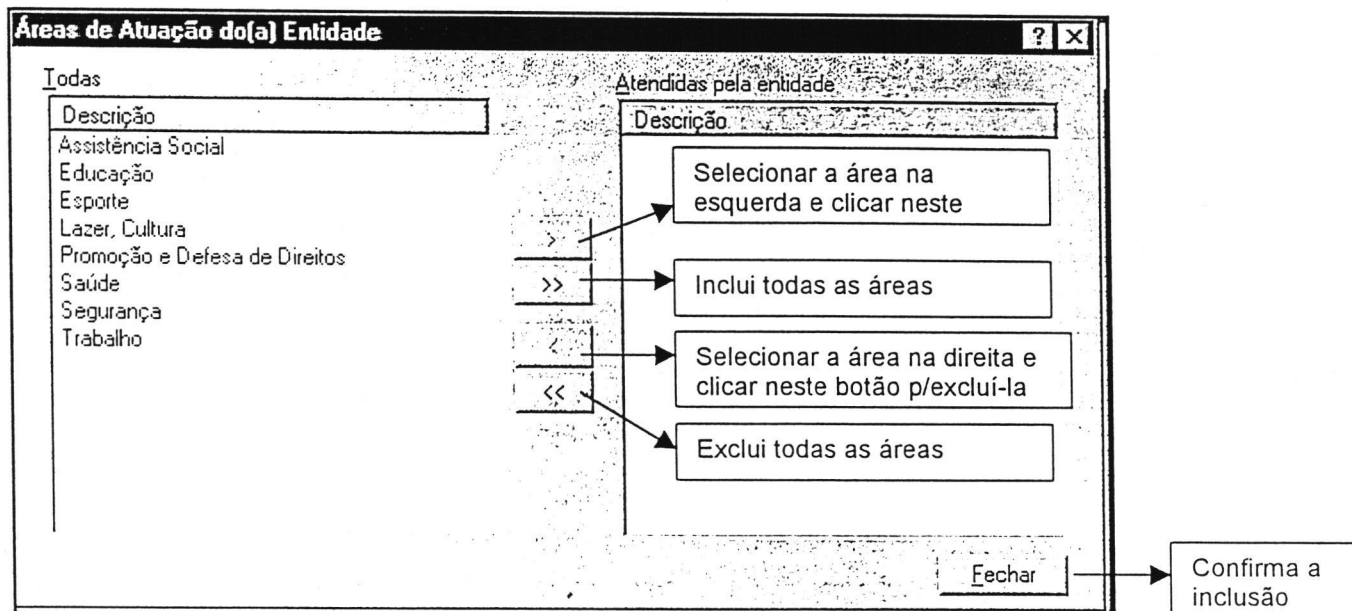 Áreas de Atuação do(a) Entidade
? X
Todas
Descrição
Assistência Social
Educação
Esporte
Lazer, Cultura
Promoção e Defesa de Direitos
Saúde
Segurança
Trabalho
>
>>
<
<<
Atendidas pela entidade
Descrição
Selecionar a área na
esquerda e clicar neste
Inclui todas as áreas
Selecionar a área na direita e
clicar neste botão p/excluí-la
Exclui todas as áreas
Fechar
Confirma a
inclusão